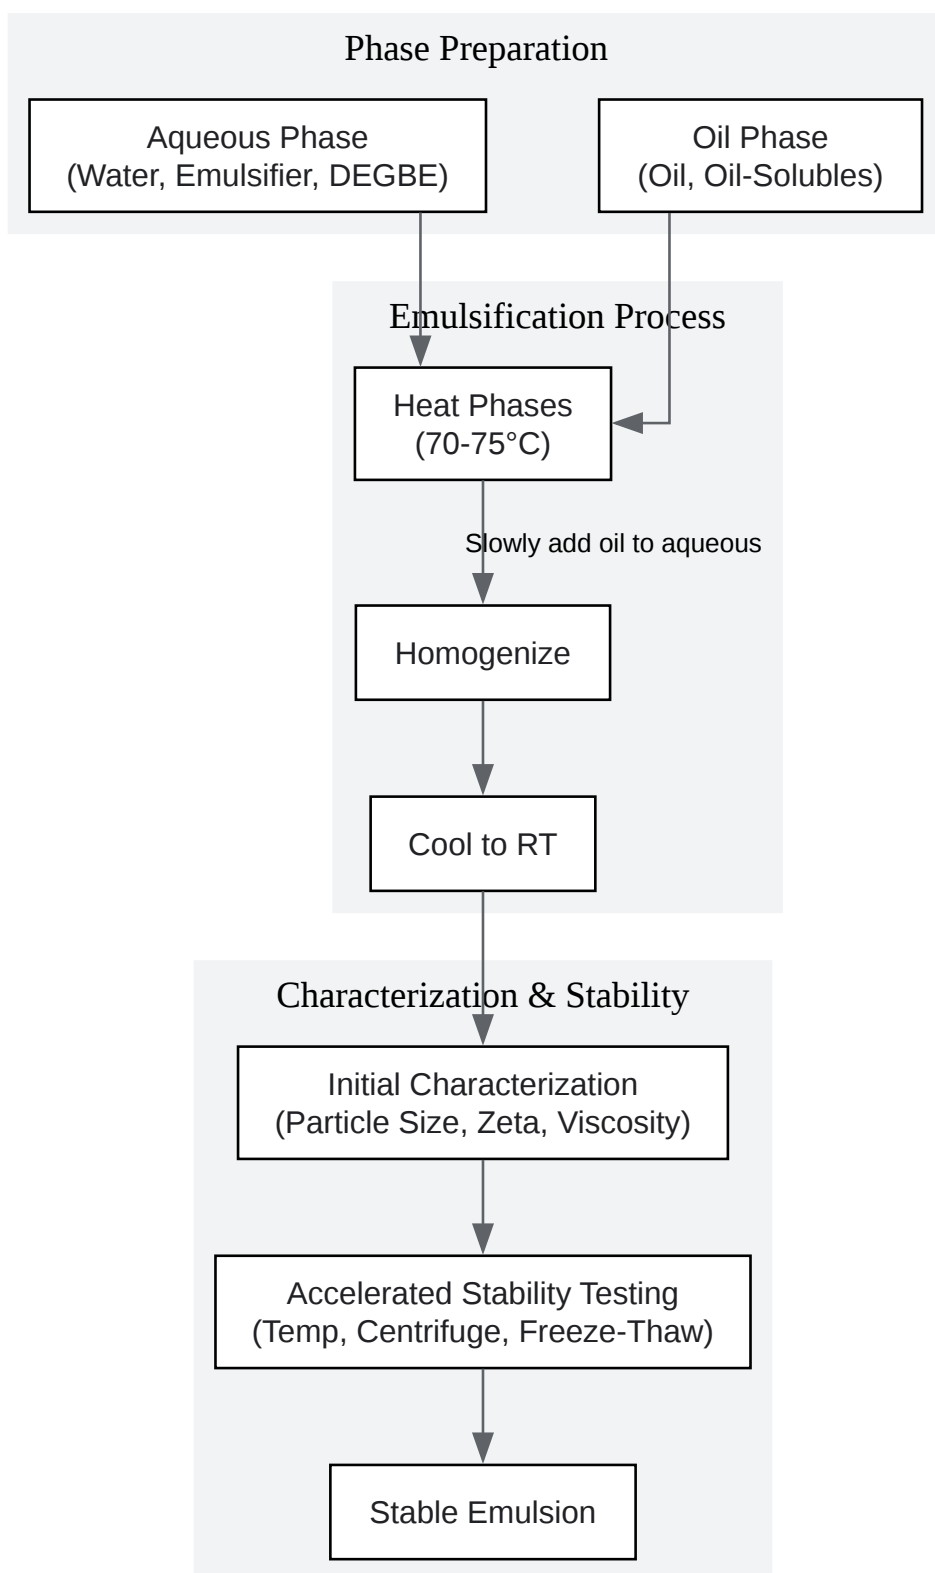 Phase Preparation
Aqueous Phase
(Water, Emulsifier, DEGBE)
Oil Phase
(Oil, Oil-Solubles)
Emulsification Process
Heat Phases
(70-75°C)
Slowly add oil to aqueous
Homogenize
Cool to RT
Characterization & Stability
Initial Characterization
(Particle Size, Zeta, Viscosity)
Accelerated Stability Testing
(Temp, Centrifuge, Freeze-Thaw)
Stable Emulsion